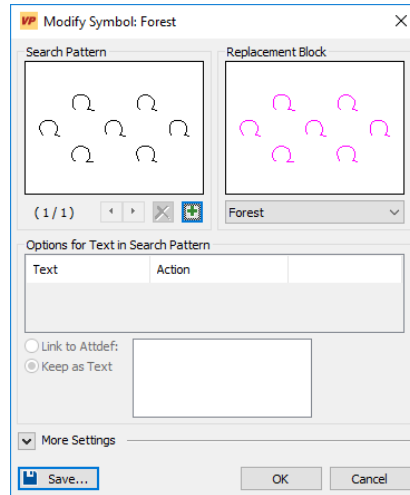 VP Modify Symbol: Forest
Search Pattern
Replacement Block
(1/1)
Forest
Options for Text in Search Pattern
Text Action
Link to Attdef:
Keep as Text
More Settings
Save... OK Cancel